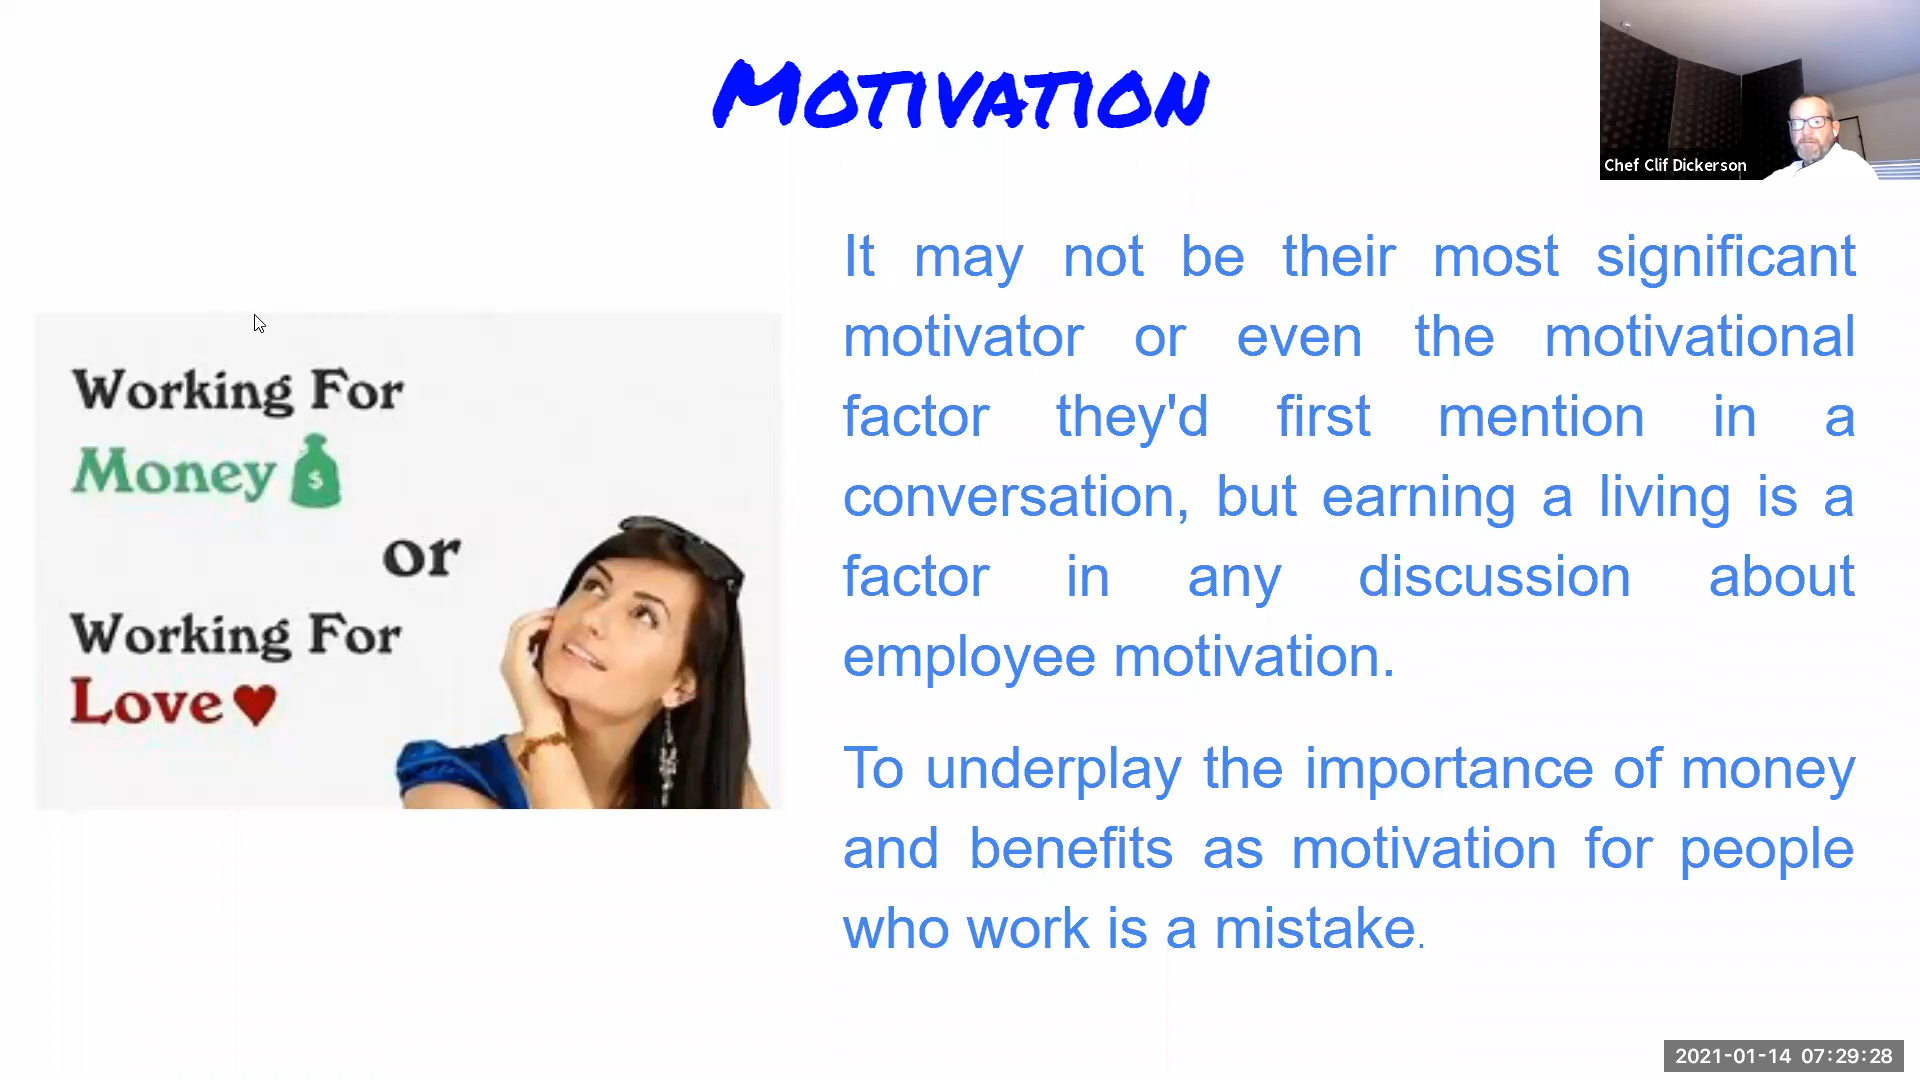 MOTIVATION
Chef Clif Dickerson
Working For
Money $
or
Working For
Love
It may not be their most significant
motivator or even the motivational
factor they'd first mention in a
conversation, but earning a living is a
factor in any discussion about
employee motivation.
To underplay the importance of money
and benefits as motivation for people
who work is a mistake.
2021-01-14 07:29:28